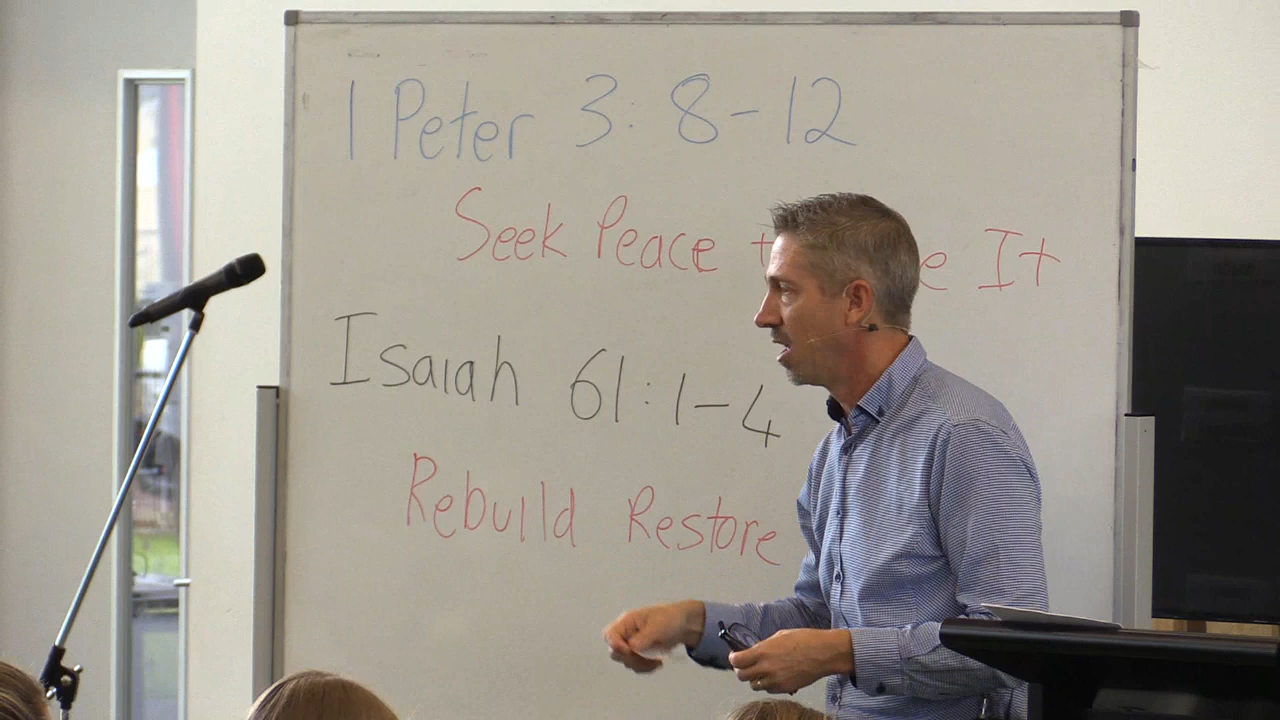 1 Peter 3:8-12
Seek Peace It
Isaiah 61:1-4
Rebuild Restore